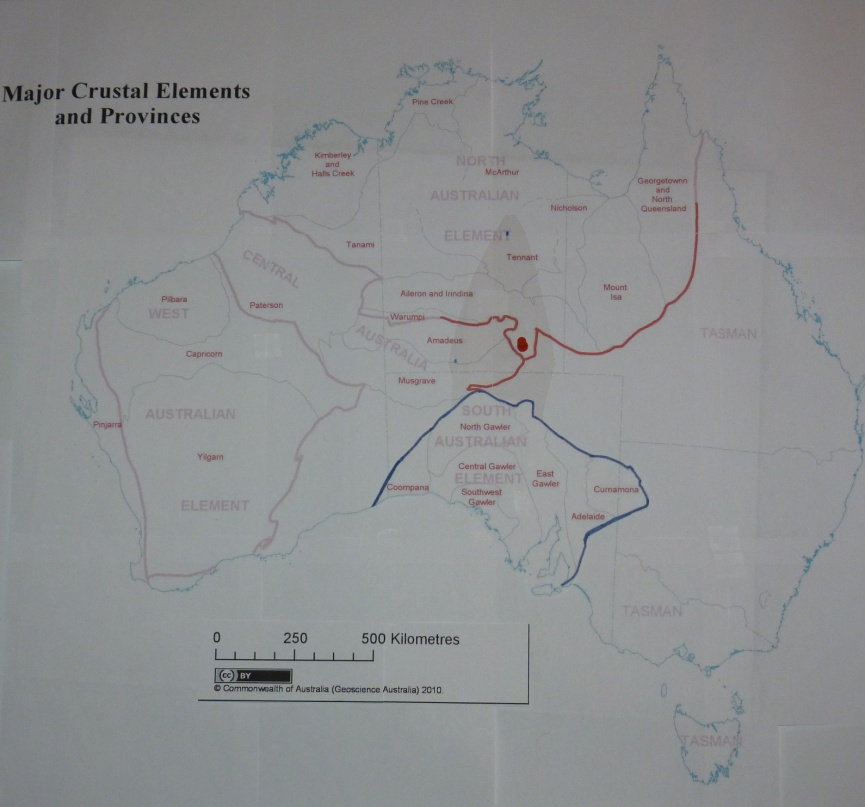 Major Crustal Elements
and Provinces
Pine Creek
Kimberley
and
Halls Creek
NORTH
McArthur
AUSTRALIAN
Georgetownn
and
North
Queensland
Nicholson
ELEMENT
Tanami
Tennant
CENTRAL
Aileron and Irindina
Mount
Isa
Pilbara
WEST
Paterson
Warumpi
AUSTRALIA
Amadeus
TASMAN
Capricorn
Musgrave
AUSTRALIAN
SOUTH
Pinjarra
North Gawler
AUSTRALIAN
Yilgarn
Central Gawler
ELEMENT
East
Gawler
Coompana
Southwest
Gawler
Curnamona
ELEMENT
Adelaide
TASMAN
0 250 500 Kilometres
cc BY
© Commonwealth of Australia (Geoscience Australia) 2010.
TASMAN